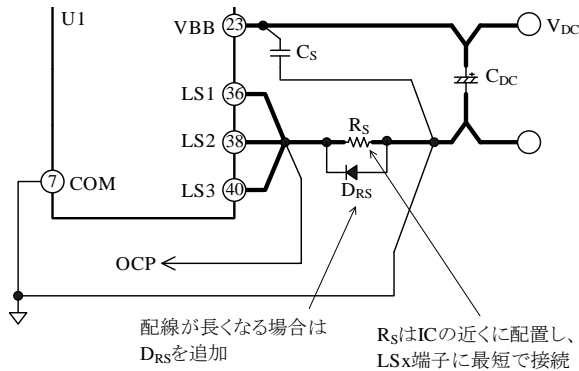 U1
VBB
23
V_DC
C_S
C_DC
LS1
36
R_S
LS2
38
7
COM
LS3
40
D_RS
OCP
配線が長くなる場合は
D_RSを追加
R_SはICの近くに配置し、
LSx端子に最短で接続